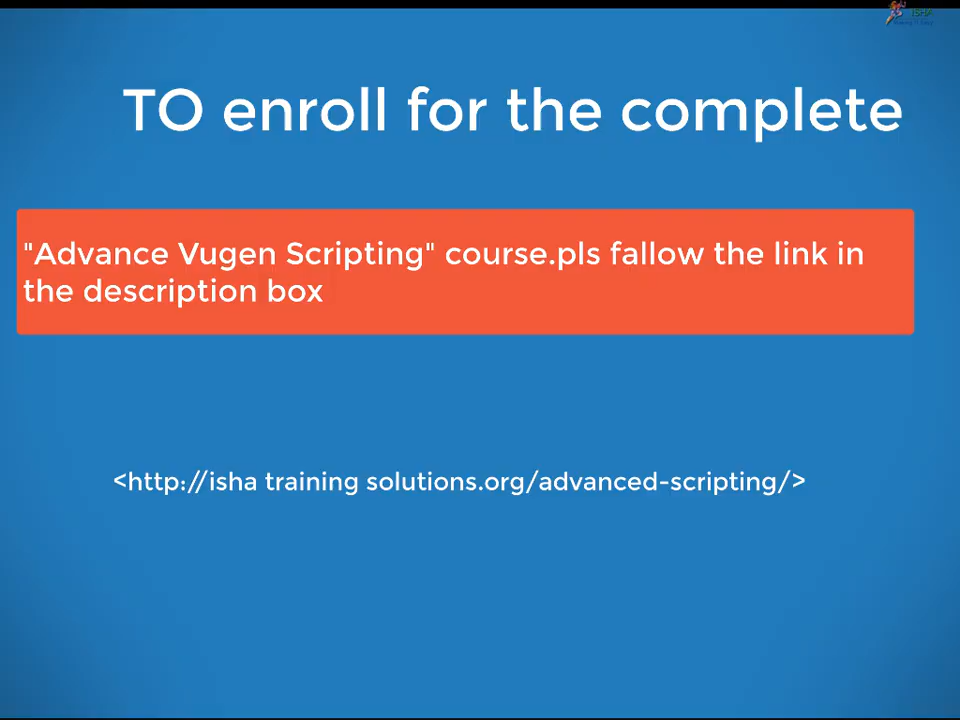 ISHA
TO enroll for the complete
"Advance Vugen Scripting" course.pls fallow the link in
the description box
<http://isha training solutions.org/advanced-scripting/>